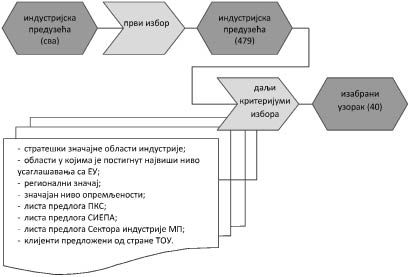 индустријска
предузећа
(сва)
први избор
индустријска
предузећа
(479)
даљи
критеријуми
избора
изабрани
узорак (40)
- стратешки значајне области индустрије;
- области у којима је постигнут највиши ниво
усаглашавања са ЕУ;
- регионални значај;
- значајан ниво опремљености;
- листа предлога ПКС;
- листа предлога СИЕПА;
- листа предлога Сектора индустрије МП;
- клијенти предложени од стране ТОУ.